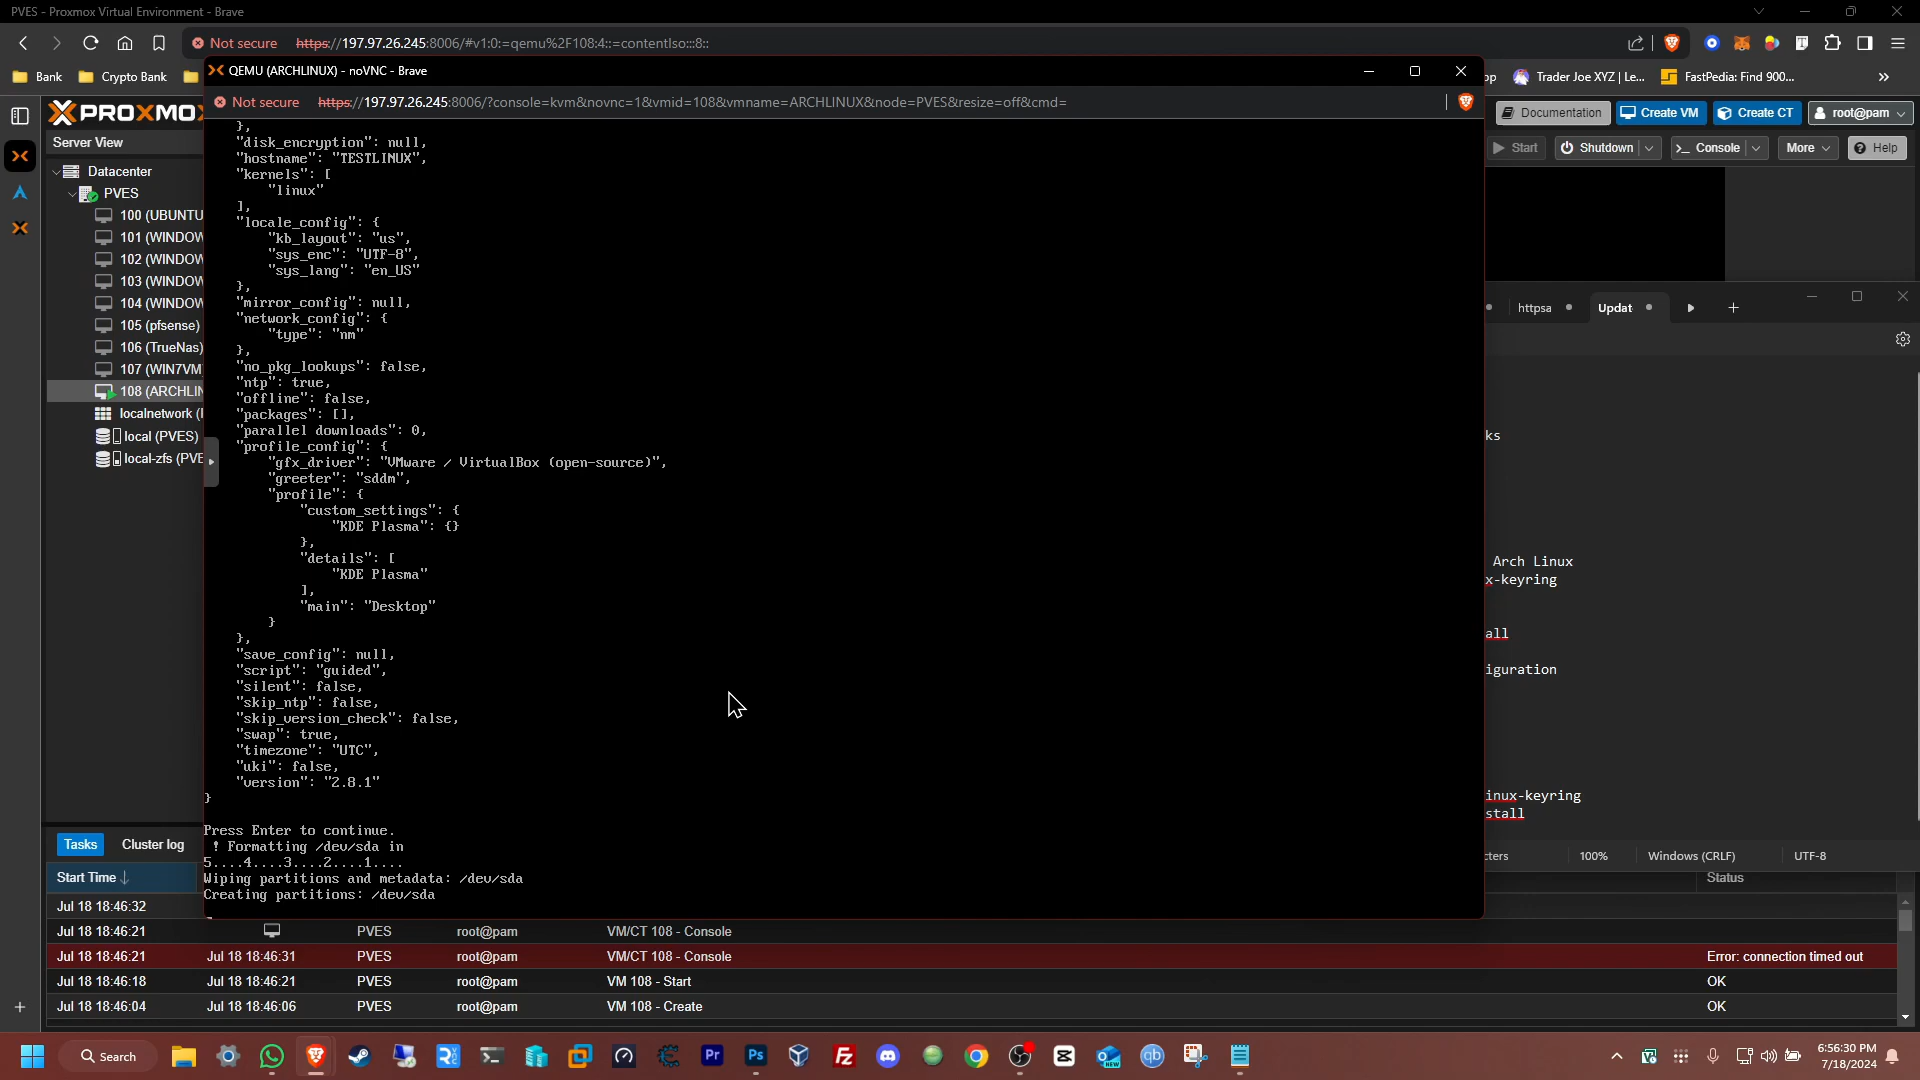 PVES - Proxmox Virtual Environment - Brave
Not secure https://197.97.26.245:8006/#v1:0:=qemu%2F108:4::=contentIso:::8::
Bank
Crypto Bank
Trader Joe XYZ | Le...
FastPedia: Find 900...
QEMU (ARCHLINUX) - noVNC - Brave
Not secure https://197.97.26.245:8006/?console=kvm&novnc=1&vmid=108&vmname=ARCHLINUX&node=PVES&resize=off&cmd=
PROXMO
Documentation
Create VM
Create CT
root@pam
Server View
Start
Shutdown
Console
More
Help
Datacenter
PVES
100 (UBUNTU
101 (WINDOW
102 (WINDOW
103 (WINDOW
104 (WINDOW
105 (pfsense)
106 (TrueNas)
107 (WIN7VM
108 (ARCHLIN
localnetwork (
local (PVES)
local-zfs (PVE
},
"disk_encryption": null,
"hostname": "TESTLINUX",
"kernels": [
"linux"
],
"locale_config": {
"kb_layout": "us",
"sys_enc": "UTF-8",
"sys_lang": "en_US"
},
"mirror_config": null,
"network_config": {
"type": "nm"
},
"no_pkg_lookups": false,
"ntp": true,
"offline": false,
"packages": [],
"parallel downloads": 0,
"profile_config": {
"gfx_driver": "VMware / VirtualBox (open-source)",
"greeter": "sddm",
"profile": {
"custom_settings": {
"KDE Plasma": {}
},
"details": [
"KDE Plasma"
],
"main": "Desktop"
}
},
"save_config": null,
"script": "guided",
"silent": false,
"skip_ntp": false,
"skip_version_check": false,
"swap": true,
"timezone": "UTC",
"uki": false,
"version": "2.8.1"
}
Press Enter to continue.
! Formatting /dev/sda in
5....4....3....2....1....
Wiping partitions and metadata: /dev/sda
Creating partitions: /dev/sda
httpsa
Updat
ks
Arch Linux
x-keyring
all
iguration
inux-keyring
stall
cters
100%
Windows (CRLF)
UTF-8
Tasks
Cluster log
Start Time
Status
Jul 18 18:46:32
Jul 18 18:46:21 PVES root@pam VM/CT 108 - Console
Jul 18 18:46:21 Jul 18 18:46:31 PVES root@pam VM/CT 108 - Console Error: connection timed out
Jul 18 18:46:18 Jul 18 18:46:21 PVES root@pam VM 108 - Start OK
Jul 18 18:46:04 Jul 18 18:46:06 PVES root@pam VM 108 - Create OK
Search
6:56:30 PM
7/18/2024